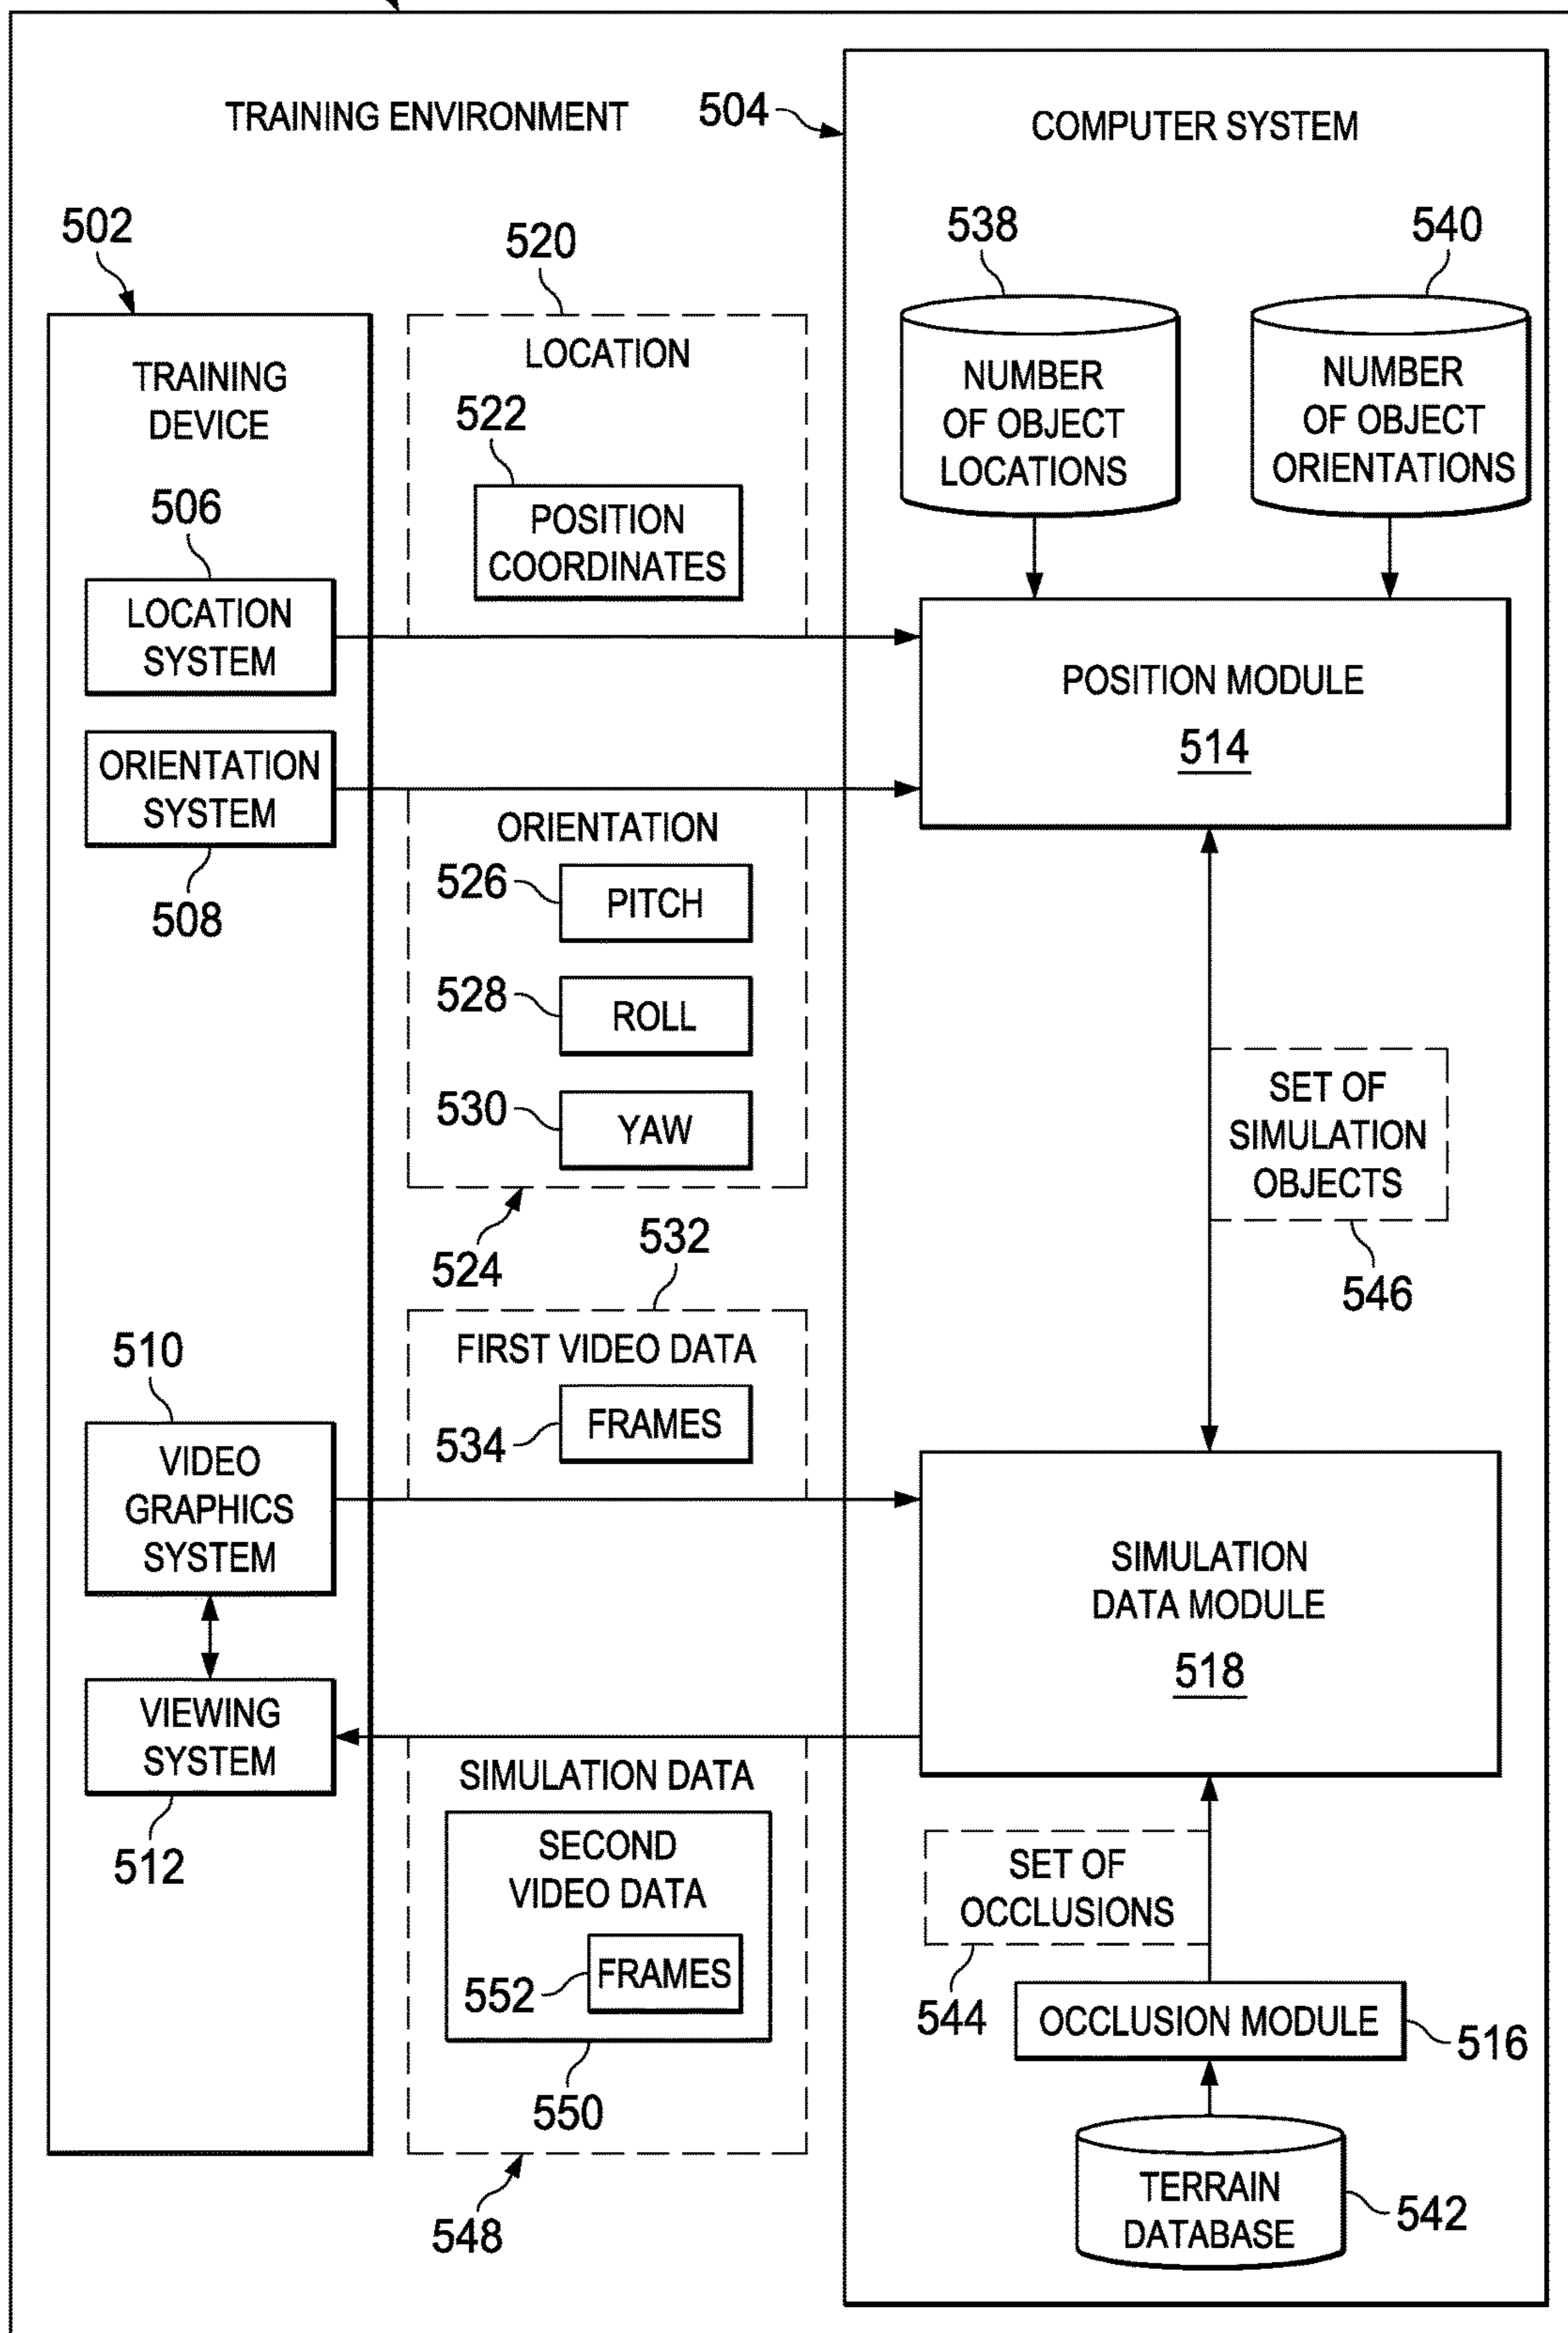 TRAINING ENVIRONMENT
504
COMPUTER SYSTEM
502
520
538
540
TRAINING
DEVICE
LOCATION
522
POSITION
COORDINATES
NUMBER
OF OBJECT
LOCATIONS
NUMBER
OF OBJECT
ORIENTATIONS
506
LOCATION
SYSTEM
POSITION MODULE
514
ORIENTATION
SYSTEM
508
ORIENTATION
526
PITCH
528
ROLL
530
YAW
524
SET OF
SIMULATION
OBJECTS
546
532
FIRST VIDEO DATA
534
FRAMES
510
VIDEO
GRAPHICS
SYSTEM
SIMULATION
DATA MODULE
518
VIEWING
SYSTEM
512
SIMULATION DATA
SECOND
VIDEO DATA
552
FRAMES
550
548
SET OF
OCCLUSIONS
544
OCCLUSION MODULE
516
TERRAIN
DATABASE
542